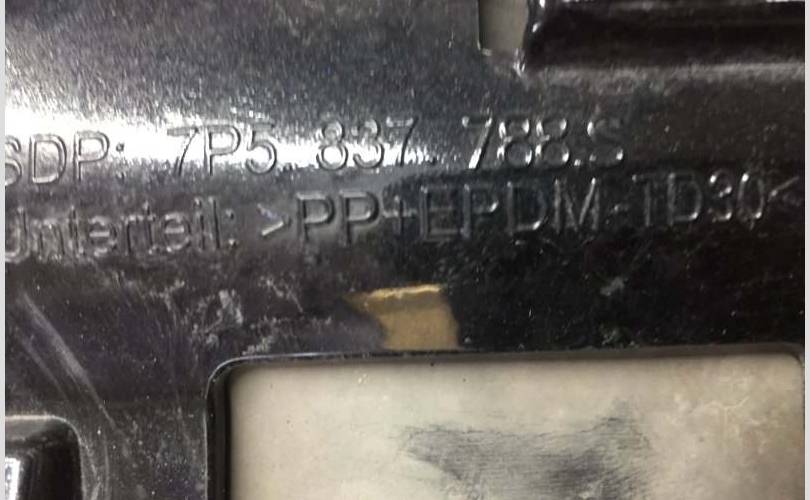 SDP: 7P5 837 788.S
Unterteil: >PP+EPDM-TD30<